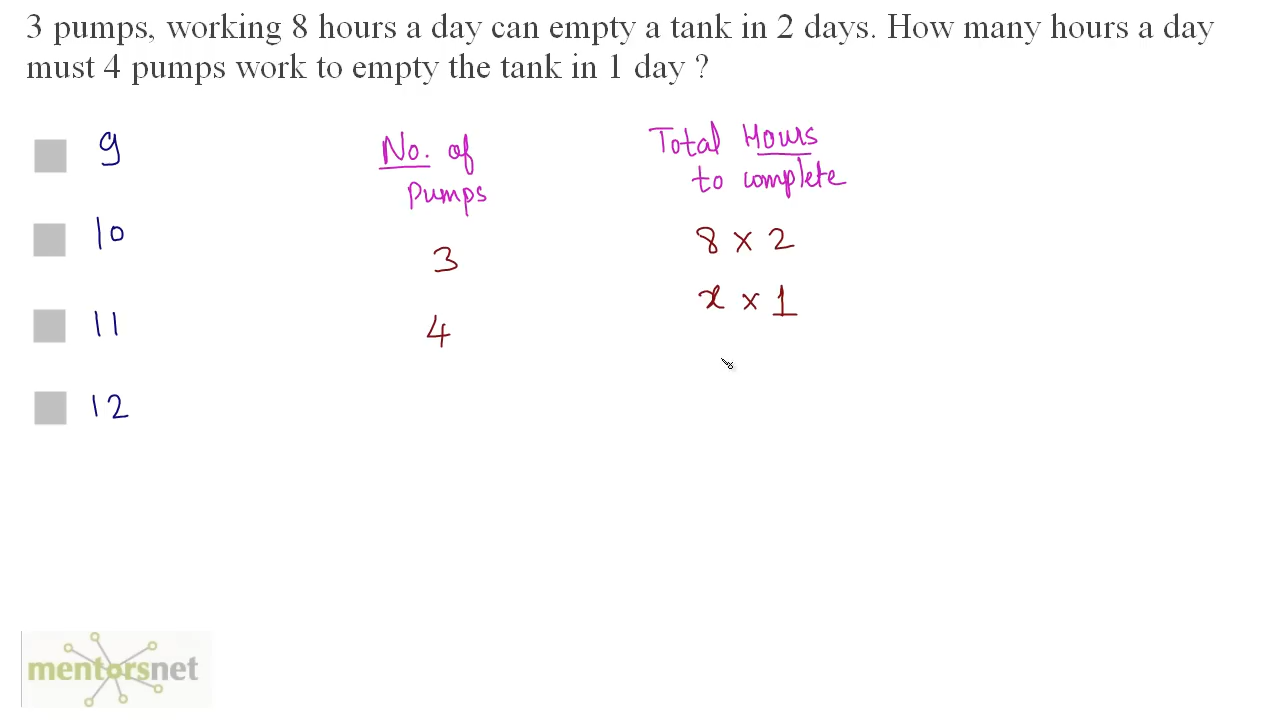 3 pumps, working 8 hours a day can empty a tank in 2 days. How many hours a day
must 4 pumps work to empty the tank in 1 day ?
9
10
11
12
No. of
Pumps
3
4
Total Hours
to complete
8 × 2
x × 1
mentorsnet